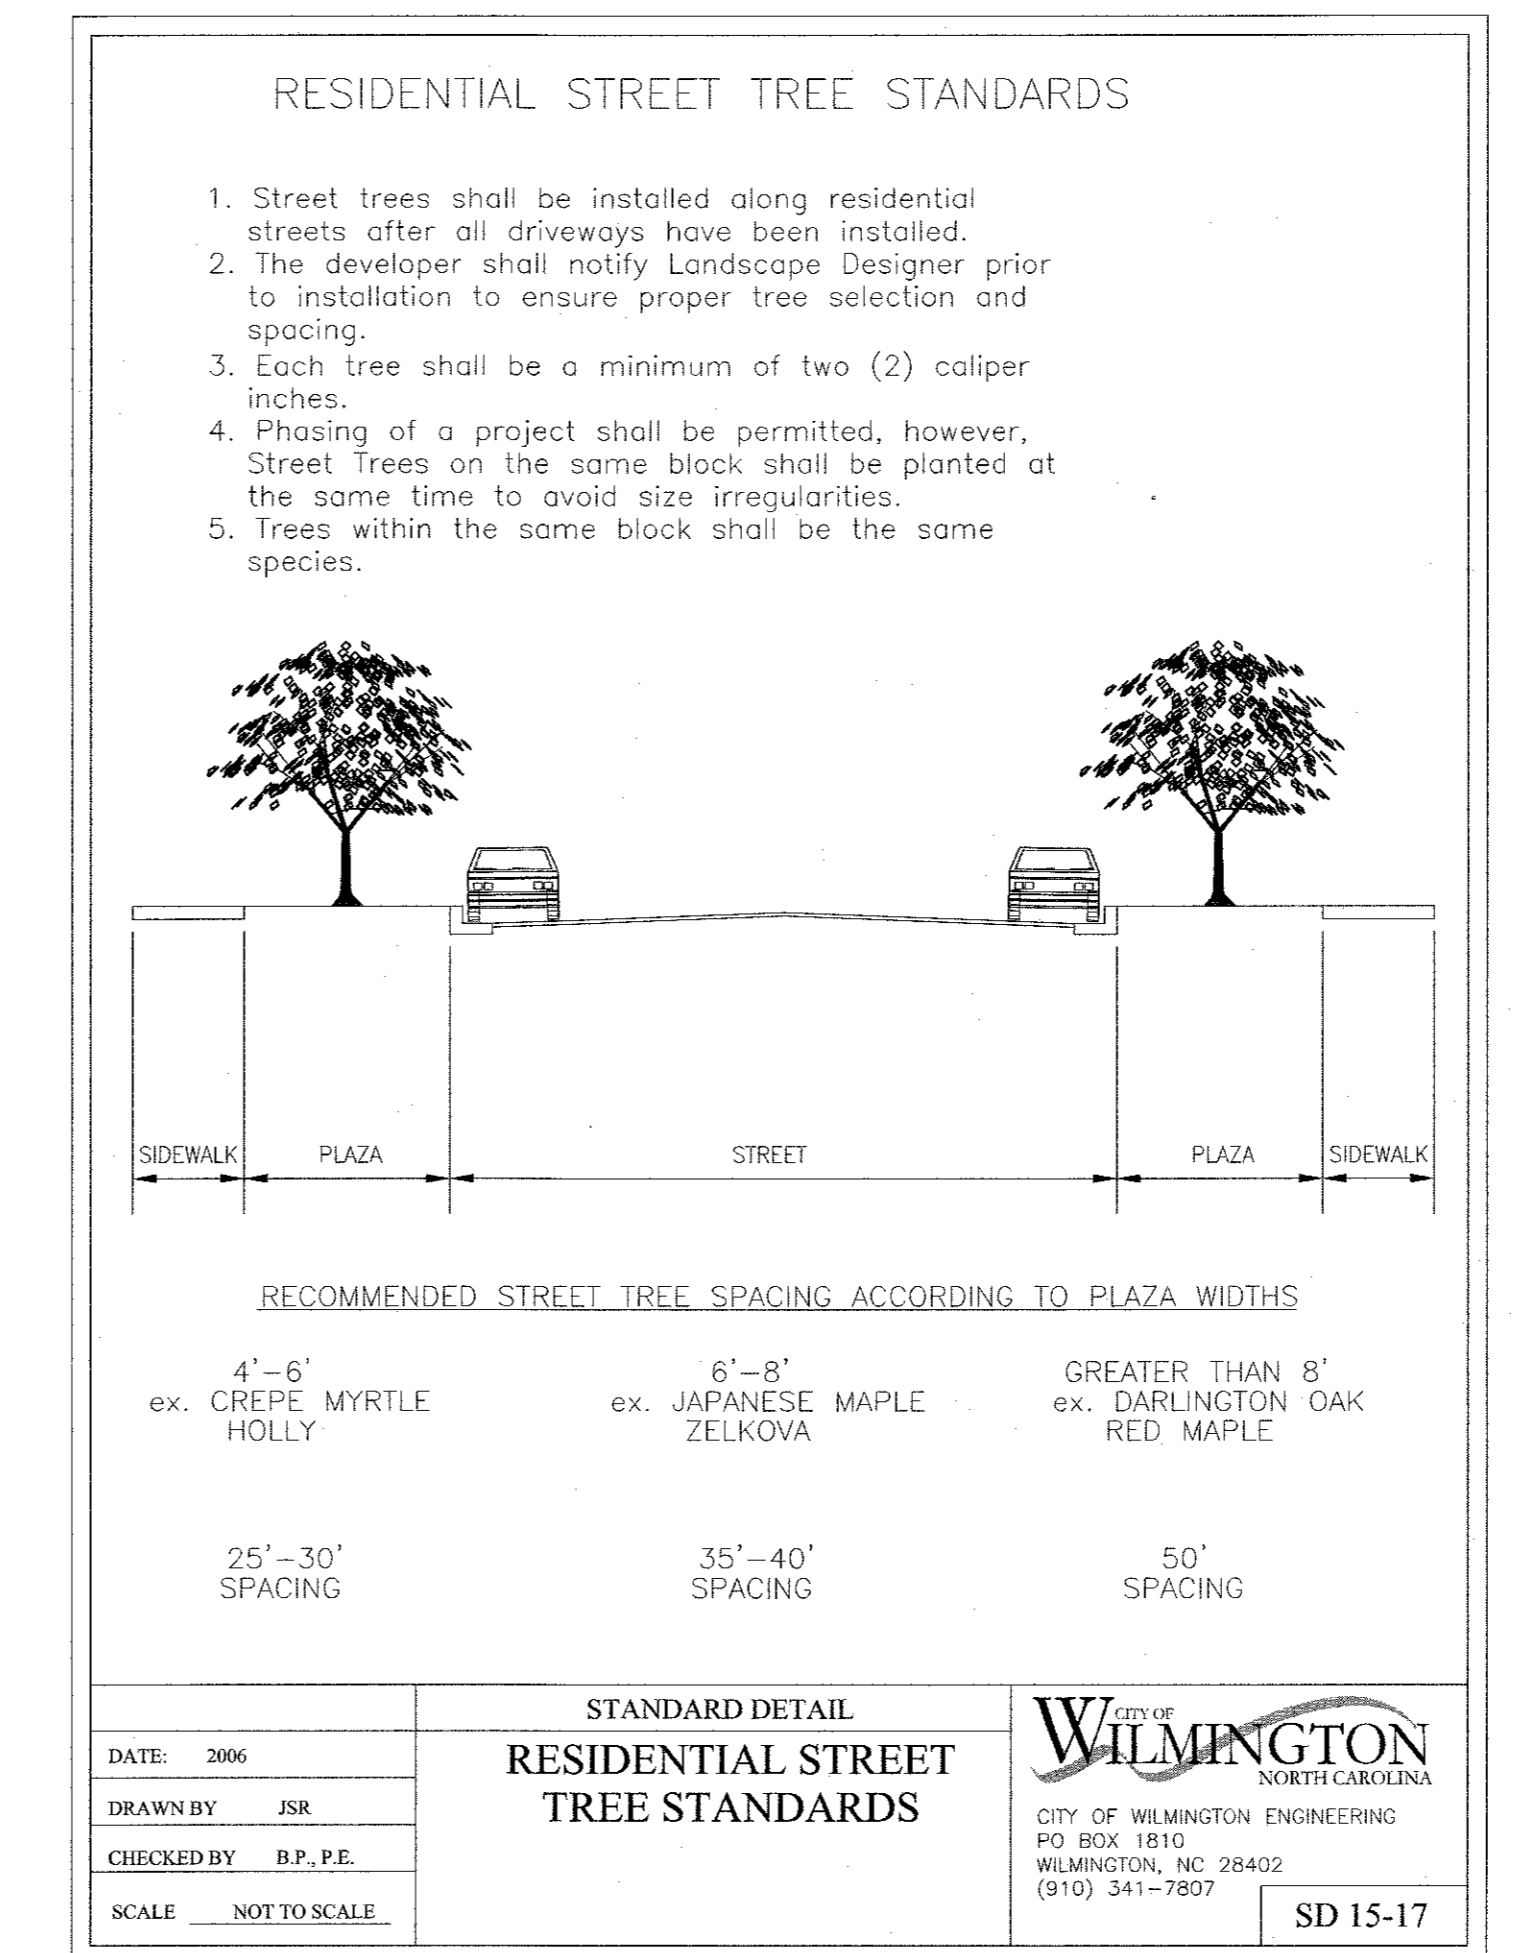 RESIDENTIAL STREET TREE STANDARDS
1. Street trees shall be installed along residential
streets after all driveways have been installed.
2. The developer shall notify Landscape Designer prior
to installation to ensure proper tree selection and
spacing.
3. Each tree shall be a minimum of two (2) caliper
inches.
4. Phasing of a project shall be permitted, however,
Street Trees on the same block shall be planted at
the same time to avoid size irregularities.
5. Trees within the same block shall be the same
species.
SIDEWALK PLAZA STREET PLAZA SIDEWALK
RECOMMENDED STREET TREE SPACING ACCORDING TO PLAZA WIDTHS
4'-6'
ex. CREPE MYRTLE
HOLLY
25'-30'
SPACING
6'-8'
ex. JAPANESE MAPLE
ZELKOVA
35'-40'
SPACING
GREATER THAN 8'
ex. DARLINGTON OAK
RED MAPLE
50'
SPACING
DATE: 2006
DRAWN BY JSR
CHECKED BY B.P., P.E.
SCALE NOT TO SCALE
STANDARD DETAIL
RESIDENTIAL STREET
TREE STANDARDS
CITY OF
WILMINGTON
NORTH CAROLINA
CITY OF WILMINGTON ENGINEERING
PO BOX 1810
WILMINGTON, NC 28402
(910) 341-7807
SD 15-17